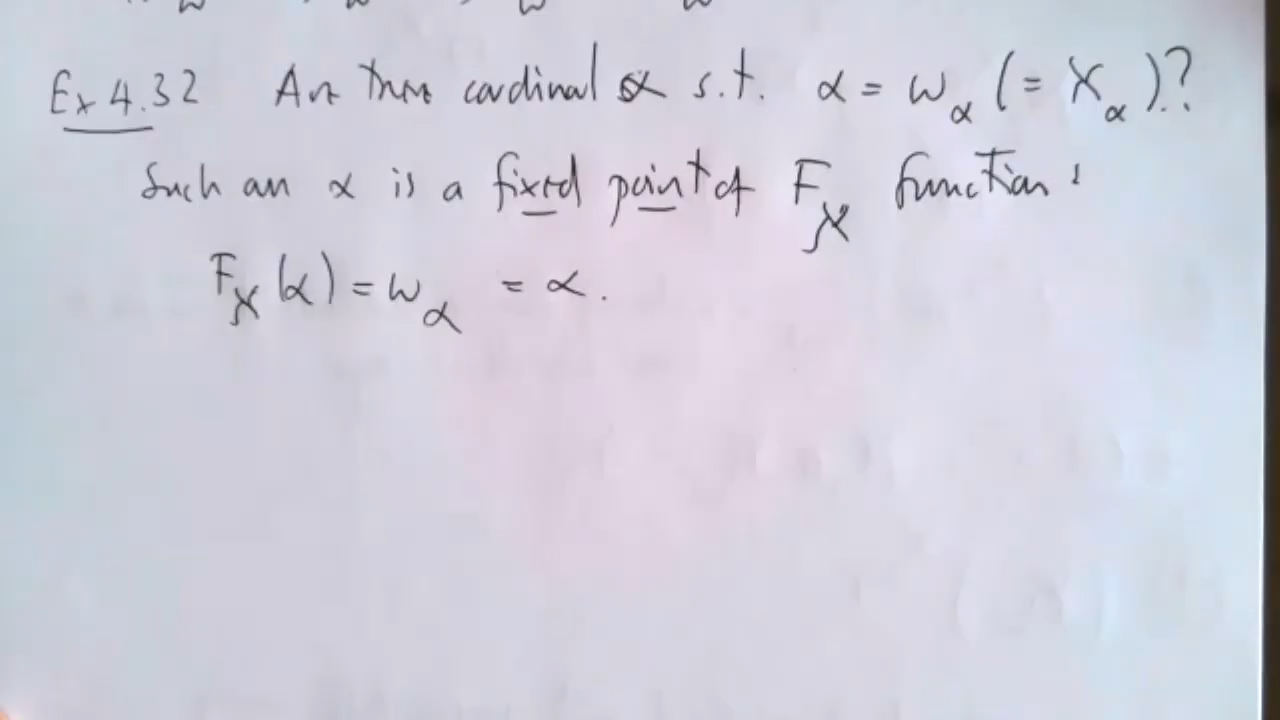 Ex 4.32 Are there cardinal α s.t. α = ω_α (= ℵ_α)?
Such an α is a fixed point of F_ℵ function :
F_ℵ(α) = ω_α = α.